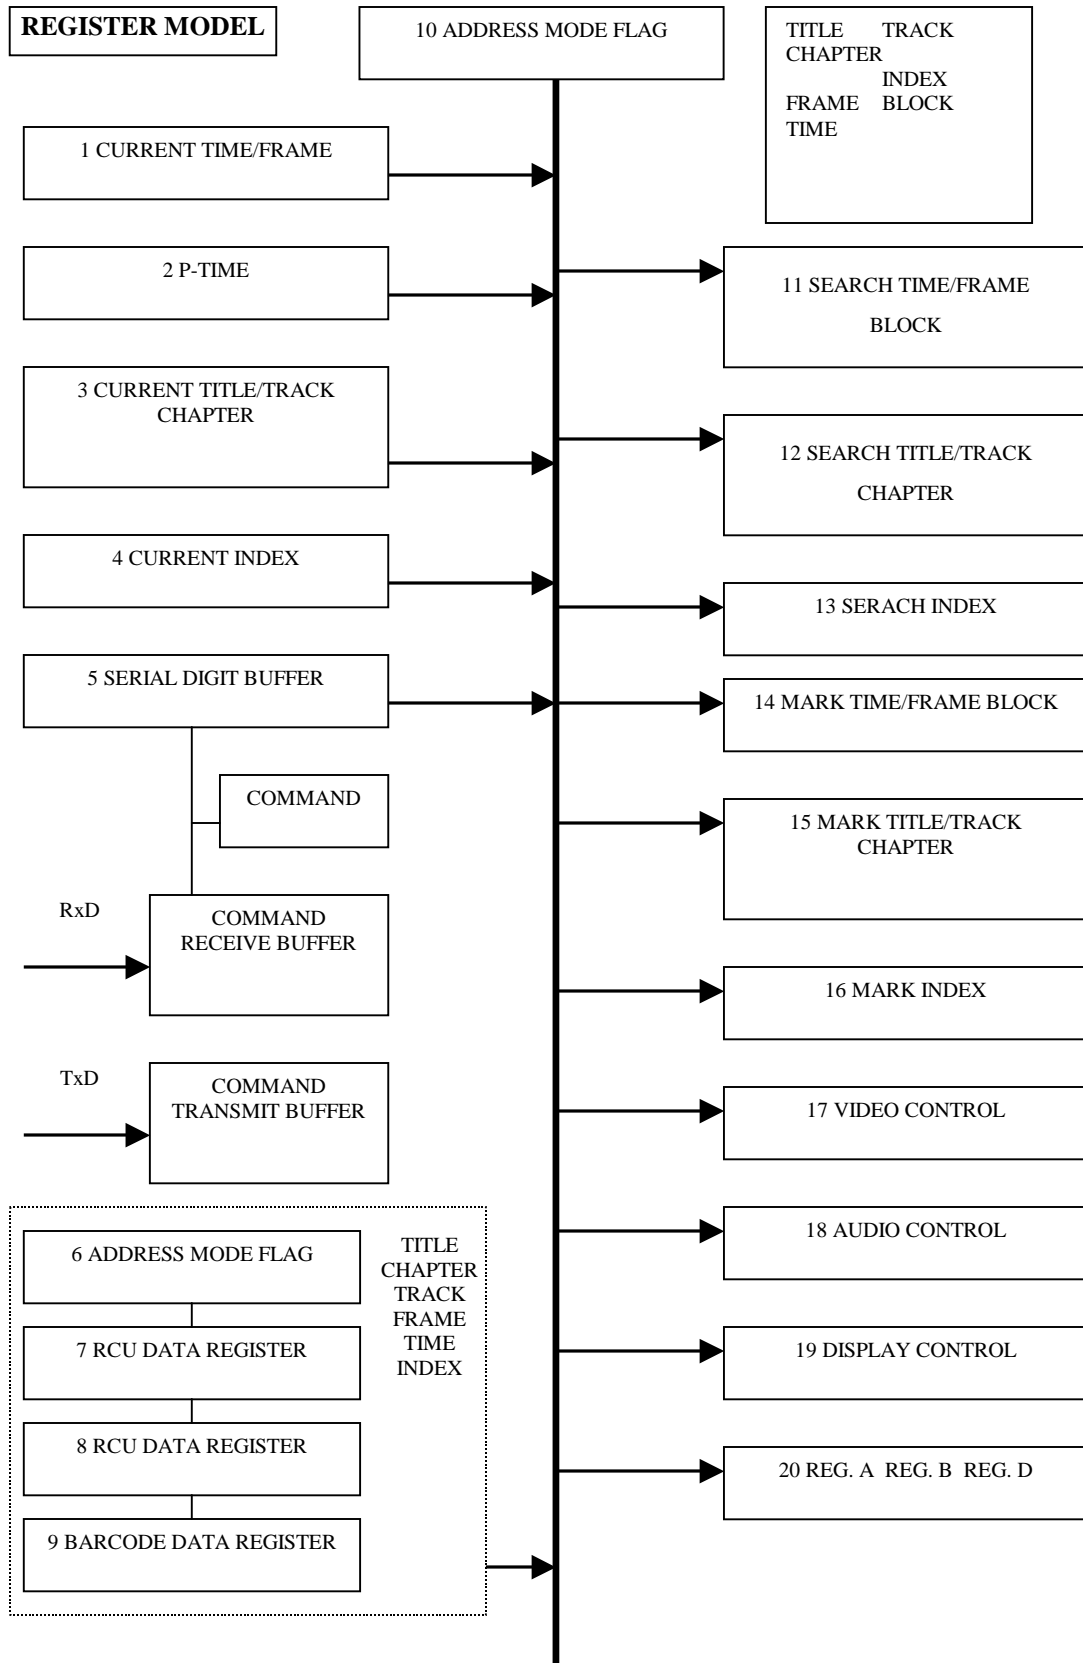 REGISTER MODEL
10 ADDRESS MODE FLAG
TITLE TRACK
CHAPTER
INDEX
FRAME BLOCK
TIME
1 CURRENT TIME/FRAME
2 P-TIME
3 CURRENT TITLE/TRACK
CHAPTER
4 CURRENT INDEX
5 SERIAL DIGIT BUFFER
COMMAND
RxD
COMMAND
RECEIVE BUFFER
TxD
COMMAND
TRANSMIT BUFFER
6 ADDRESS MODE FLAG
7 RCU DATA REGISTER
8 RCU DATA REGISTER
9 BARCODE DATA REGISTER
TITLE
CHAPTER
TRACK
FRAME
TIME
INDEX
11 SEARCH TIME/FRAME
BLOCK
12 SEARCH TITLE/TRACK
CHAPTER
13 SERACH INDEX
14 MARK TIME/FRAME BLOCK
15 MARK TITLE/TRACK
CHAPTER
16 MARK INDEX
17 VIDEO CONTROL
18 AUDIO CONTROL
19 DISPLAY CONTROL
20 REG. A REG. B REG. D